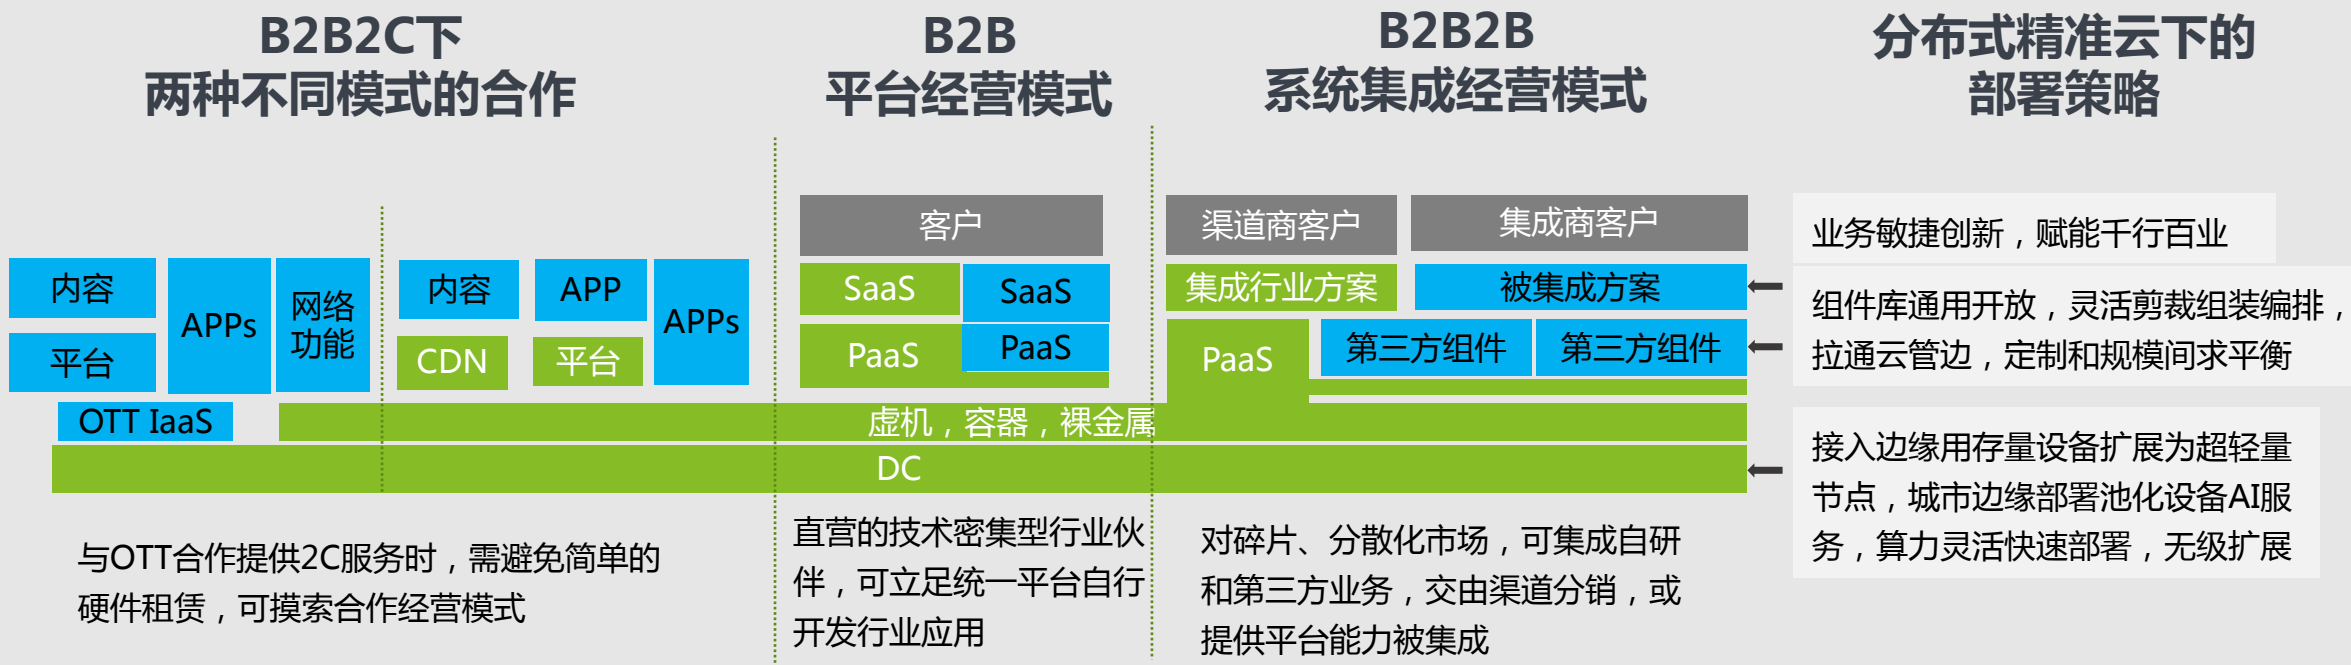 B2B2C下
两种不同模式的合作
B2B
平台经营模式
B2B2B
系统集成经营模式
分布式精准云下的
部署策略
内容
平台
APPs
网络
功能
OTT IaaS
内容
CDN
APP
平台
APPs
客户
SaaS
SaaS
PaaS
PaaS
渠道商客户
集成商客户
集成行业方案
被集成方案
PaaS
第三方组件
第三方组件
虚机，容器，裸金属
DC
业务敏捷创新，赋能千行百业
组件库通用开放，灵活剪裁组装编排，
拉通云管边，定制和规模间求平衡
接入边缘用存量设备扩展为超轻量
节点，城市边缘部署池化设备AI服
务，算力灵活快速部署，无级扩展
与OTT合作提供2C服务时，需避免简单的
硬件租赁，可摸索合作经营模式
直营的技术密集型行业伙
伴，可立足统一平台自行
开发行业应用
对碎片、分散化市场，可集成自研
和第三方业务，交由渠道分销，或
提供平台能力被集成